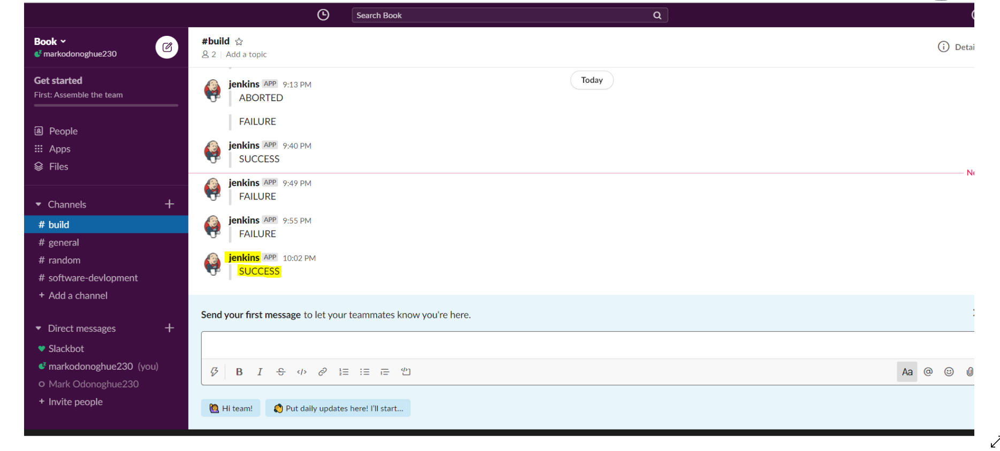 Search Book
Book
markodonoghue230
Get started
First: Assemble the team
People
Apps
Files
Channels
# build
# general
# random
# software-devlopment
+ Add a channel
Direct messages
Slackbot
markodonoghue230 (you)
Mark Odonoghue230
+ Invite people
#build
2 | Add a topic
Detai
Today
jenkins APP 9:13 PM
ABORTED
FAILURE
jenkins APP 9:40 PM
SUCCESS
Ne
jenkins APP 9:49 PM
FAILURE
jenkins APP 9:55 PM
FAILURE
jenkins APP 10:02 PM
SUCCESS
Send your first message to let your teammates know you're here.
B I S </>
Aa @
Hi team!
Put daily updates here! I'll start...